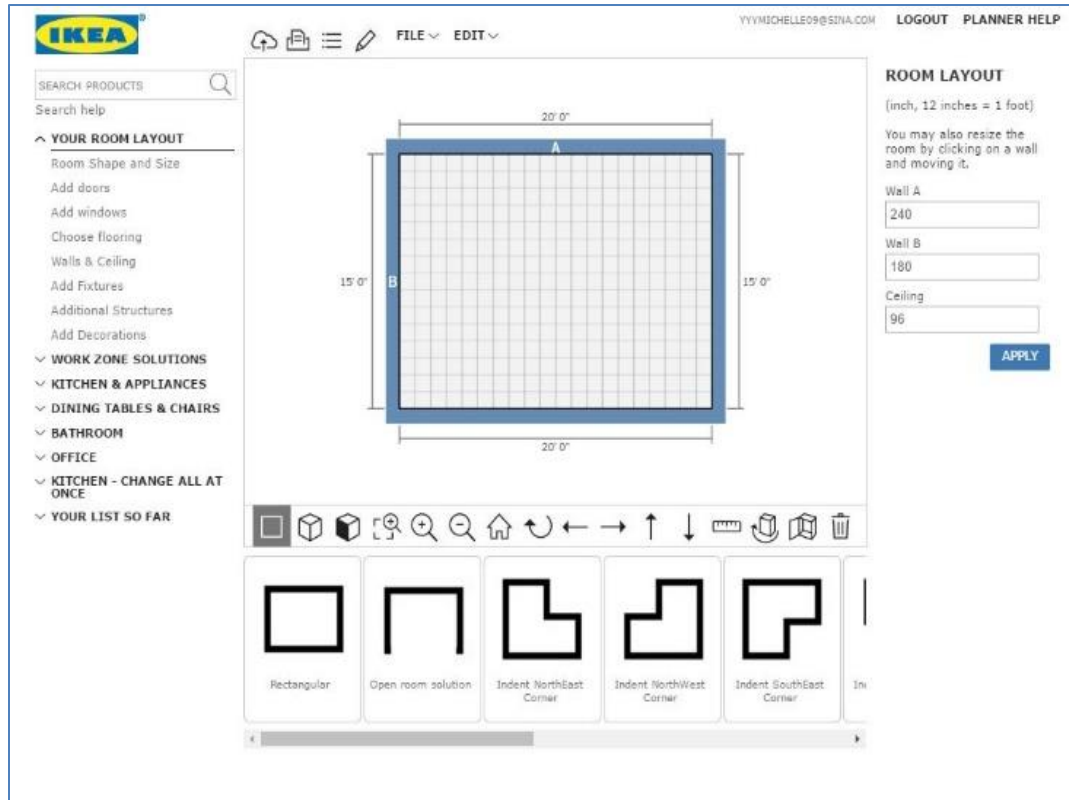 IKEA
YYYMICHELLE09@SINA.COM LOGOUT PLANNER HELP
FILE EDIT
SEARCH PRODUCTS
Search help
YOUR ROOM LAYOUT
Room Shape and Size
Add doors
Add windows
Choose flooring
Walls & Ceiling
Add Fixtures
Additional Structures
Add Decorations
WORK ZONE SOLUTIONS
KITCHEN & APPLIANCES
DINING TABLES & CHAIRS
BATHROOM
OFFICE
KITCHEN - CHANGE ALL AT
ONCE
YOUR LIST SO FAR
20' 0"
A
15' 0"
B
15' 0"
20' 0"
ROOM LAYOUT
(inch, 12 inches = 1 foot)
You may also resize the
room by clicking on a wall
and moving it.
Wall A
240
Wall B
180
Ceiling
96
APPLY
Rectangular
Open room solution
Indent NorthEast
Corner
Indent NorthWest
Corner
Indent SouthEast
Corner